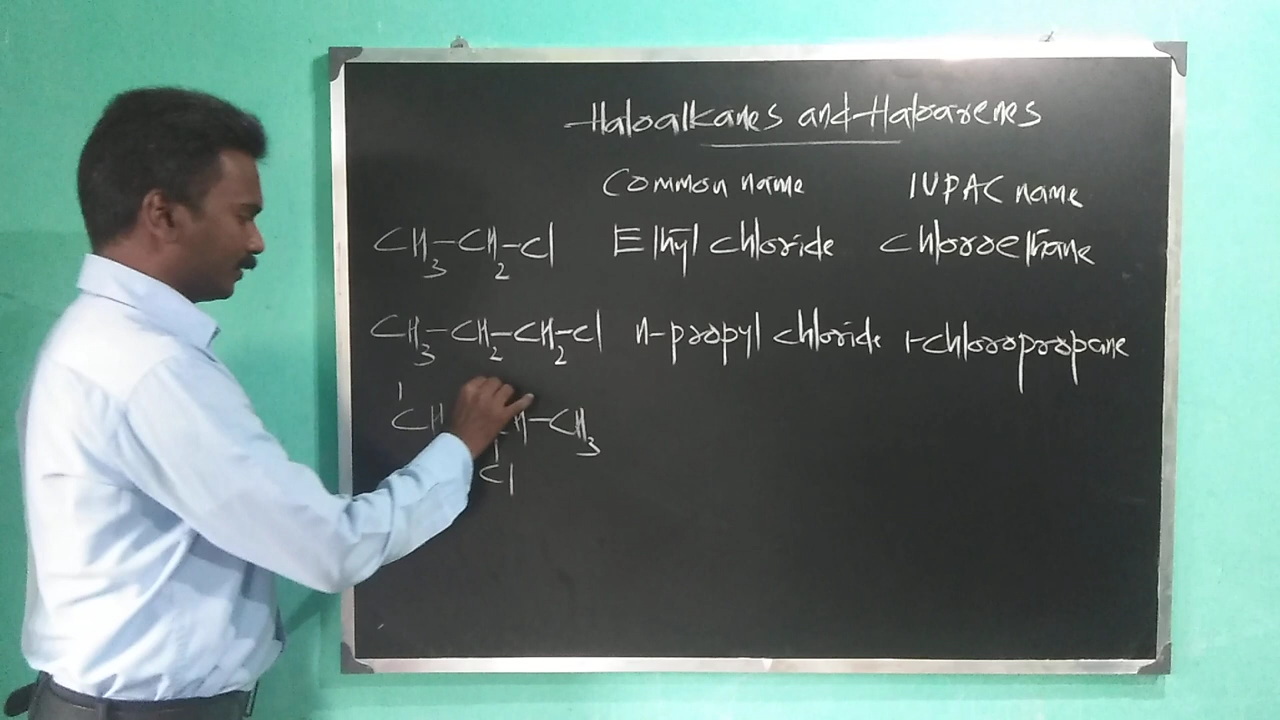 Haloalkanes and Haloarenes
Common name IUPAC name
CH3-CH2-Cl Ethyl chloride Chloroethane
CH3-CH2-CH2-Cl n-propyl chloride 1-chloropropane
1
CH H-CH3
Cl